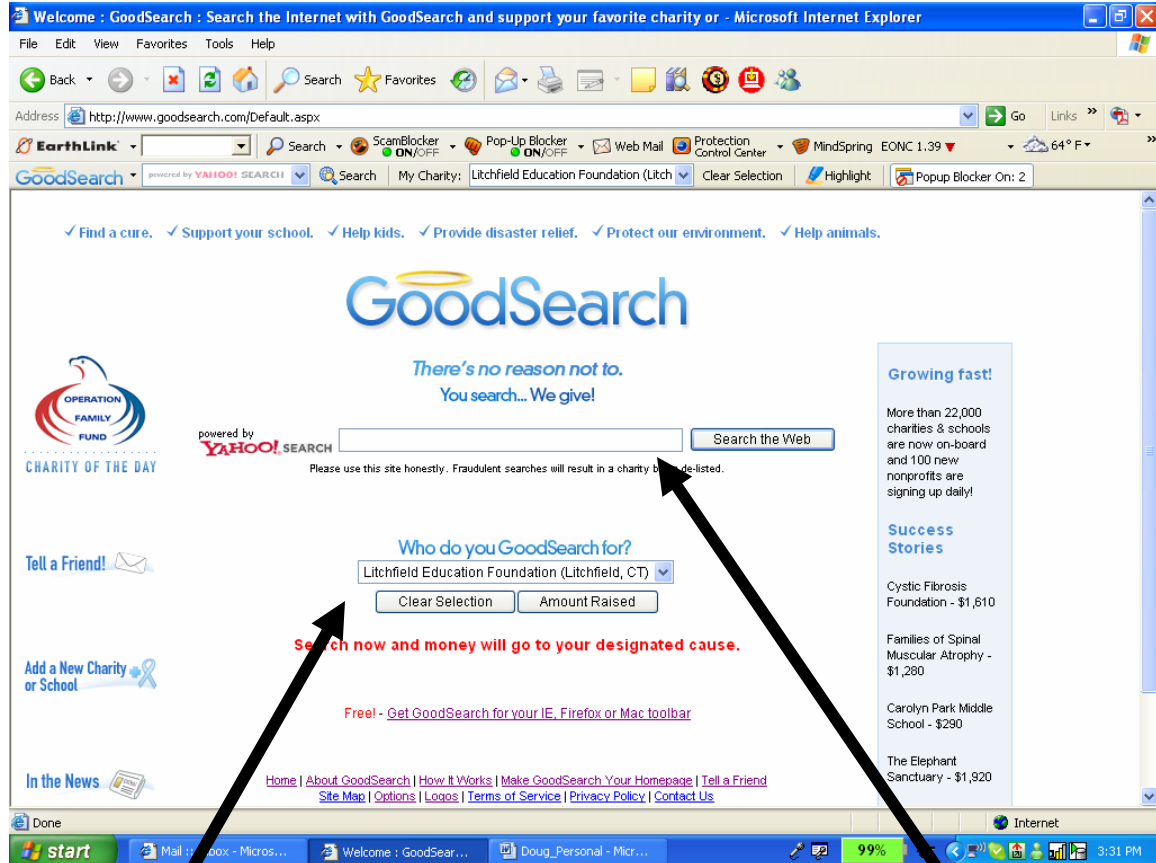 Welcome : GoodSearch : Search the Internet with GoodSearch and support your favorite charity or - Microsoft Internet Explorer
File Edit View Favorites Tools Help
Back Search Favorites
Address http://www.goodsearch.com/Default.aspx Go Links »
EarthLink Search ScamBlocker ON/OFF Pop-Up Blocker ON/OFF Web Mail Protection Control Center MindSpring EONC 1.39 64° F »
GoodSearch powered by YAHOO! SEARCH Search My Charity: Litchfield Education Foundation (Litch Clear Selection Highlight Popup Blocker On: 2
Find a cure. Support your school. Help kids. Provide disaster relief. Protect our environment. Help animals.
GoodSearch
There's no reason not to.
You search... We give!
OPERATION
FAMILY
FUND
CHARITY OF THE DAY
powered by
YAHOO! SEARCH Search the Web
Please use this site honestly. Fraudulent searches will result in a charity de-listed.
Who do you GoodSearch for?
Litchfield Education Foundation (Litchfield, CT)
Clear Selection Amount Raised
now and money will go to your designated cause.
Free! - Get GoodSearch for your IE, Firefox or Mac toolbar
Home | About GoodSearch | How It Works | Make GoodSearch Your Homepage | Tell a Friend
Site Map | Options | Logos | Terms of Service | Privacy Policy | Contact Us
Tell a Friend!
Add a New Charity
or School
In the News
Growing fast!
More than 22,000
charities & schools
are now on-board
and 100 new
nonprofits are
signing up daily!
Success
Stories
Cystic Fibrosis
Foundation - $1,610
Families of Spinal
Muscular Atrophy -
$1,280
Carolyn Park Middle
School - $290
The Elephant
Sanctuary - $1,920
Done Internet
start Mail :: - Micros... Welcome : GoodSear... Doug_Personal - Micr... 99% 3:31 PM